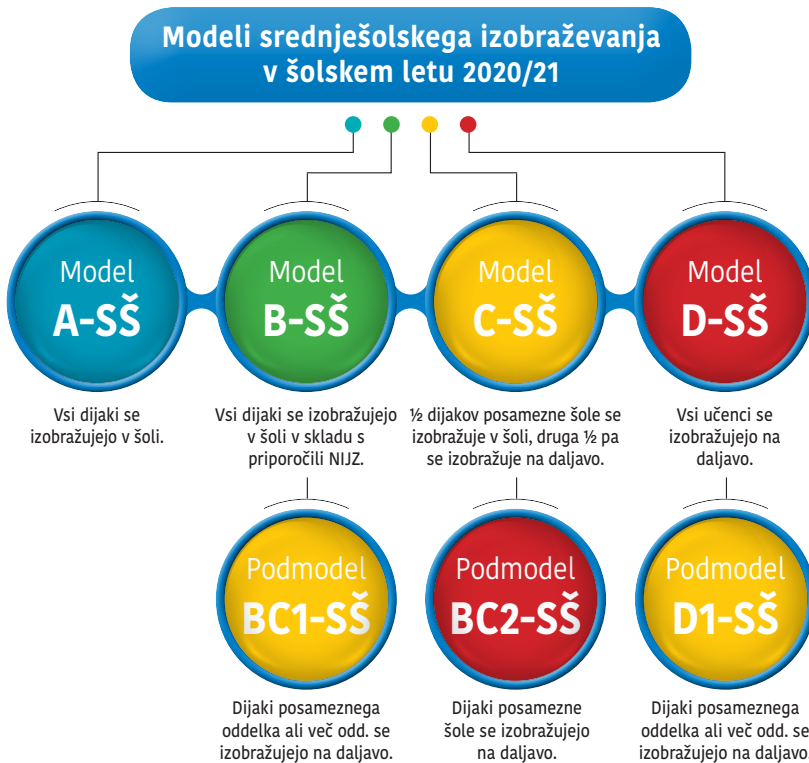 Modeli srednješolskega izobraževanja
v šolskem letu 2020/21
Model
A-SŠ
Vsi dijaki se
izobražujejo v šoli.
Model
B-SŠ
Vsi dijaki se izobražujejo
v šoli v skladu s
priporočili NIJZ.
Model
C-SŠ
½ dijakov posamezne šole se
izobražuje v šoli, druga ½ pa
se izobražuje na daljavo.
Model
D-SŠ
Vsi učenci se
izobražujejo na
daljavo.
Podmodel
BC1-SŠ
Dijaki posameznega
oddelka ali več odd. se
izobražujejo na daljavo.
Podmodel
BC2-SŠ
Dijaki posamezne
šole se izobražujejo
na daljavo.
Podmodel
D1-SŠ
Dijaki posameznega
oddelka ali več odd. se
izobražujejo na daljavo.